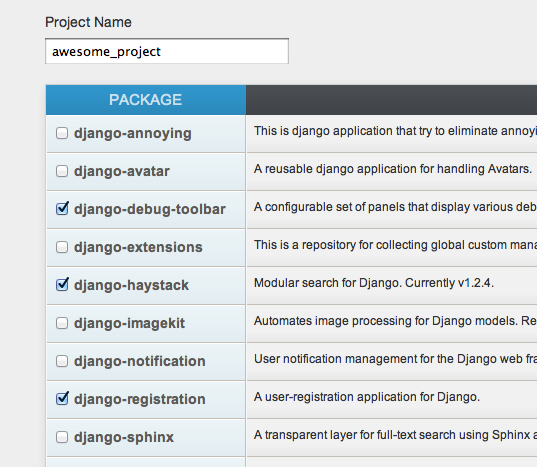 Project Name
awesome_project
PACKAGE
django-annoying This is django application that try to eliminate annoyi
django-avatar A reusable django application for handling Avatars.
django-debug-toolbar A configurable set of panels that display various deb
django-extensions This is a repository for collecting global custom mana
django-haystack Modular search for Django. Currently v1.2.4.
django-imagekit Automates image processing for Django models. Re
django-notification User notification management for the Django web fra
django-registration A user-registration application for Django.
django-sphinx A transparent layer for full-text search using Sphinx a